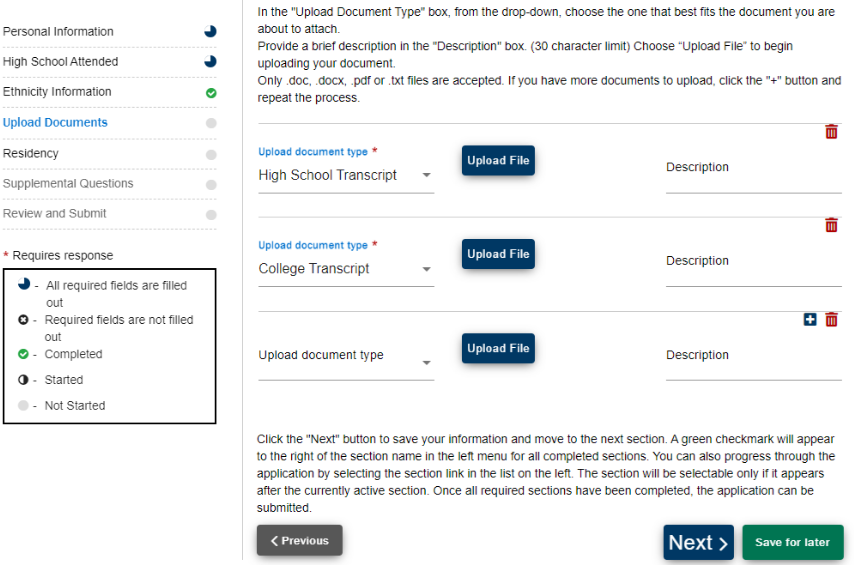 Personal Information
High School Attended
Ethnicity Information
Upload Documents
Residency
Supplemental Questions
Review and Submit
* Requires response
- All required fields are filled
out
- Required fields are not filled
out
- Completed
- Started
- Not Started
In the "Upload Document Type" box, from the drop-down, choose the one that best fits the document you are
about to attach.
Provide a brief description in the "Description" box. (30 character limit) Choose “Upload File” to begin
uploading your document.
Only .doc, .docx, .pdf or .txt files are accepted. If you have more documents to upload, click the "+" button and
repeat the process.
Upload document type *
High School Transcript
Upload File
Description
Upload document type *
College Transcript
Upload File
Description
Upload document type
Upload File
Description
Click the "Next" button to save your information and move to the next section. A green checkmark will appear
to the right of the section name in the left menu for all completed sections. You can also progress through the
application by selecting the section link in the list on the left. The section will be selectable only if it appears
after the currently active section. Once all required sections have been completed, the application can be
submitted.
Previous
Next
Save for later